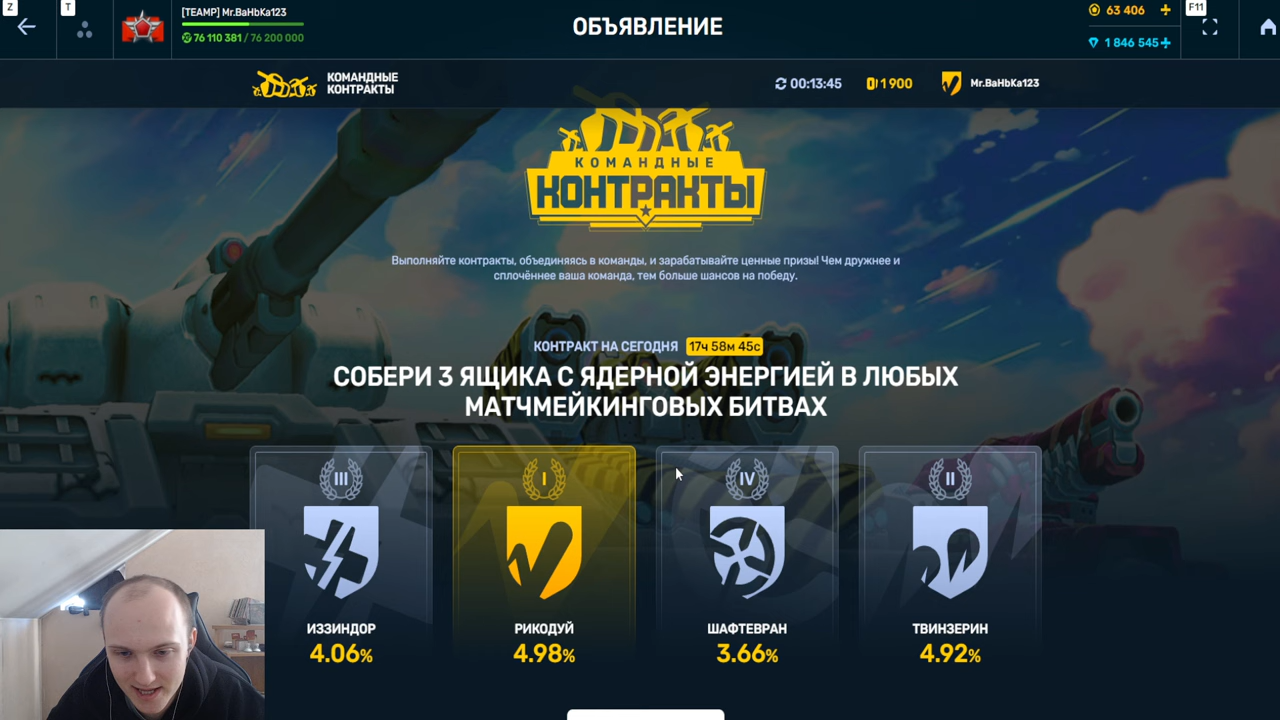 Z
T
[TEAMP] Mr.BaHbKa123
76 110 381 / 76 200 000
ОБЪЯВЛЕНИЕ
63 406 +
1 846 545 +
F11
КОМАНДНЫЕ
КОНТРАКТЫ
00:13:45
1 900
Mr.BaHbKa123
КОМАНДНЫЕ
КОНТРАКТЫ
Выполняйте контракты, объединяясь в команды, и зарабатывайте ценные призы! Чем дружнее и
сплочённее ваша команда, тем больше шансов на победу.
КОНТРАКТ НА СЕГОДНЯ 17ч 58м 45с
СОБЕРИ 3 ЯЩИКА С ЯДЕРНОЙ ЭНЕРГИЕЙ В ЛЮБЫХ
МАТЧМЕЙКИНГОВЫХ БИТВАХ
III
I
IV
II
ИЗЗИНДОР
РИКОДУЙ
ШАФТЕВРАН
ТВИНЗЕРИН
4.06%
4.98%
3.66%
4.92%